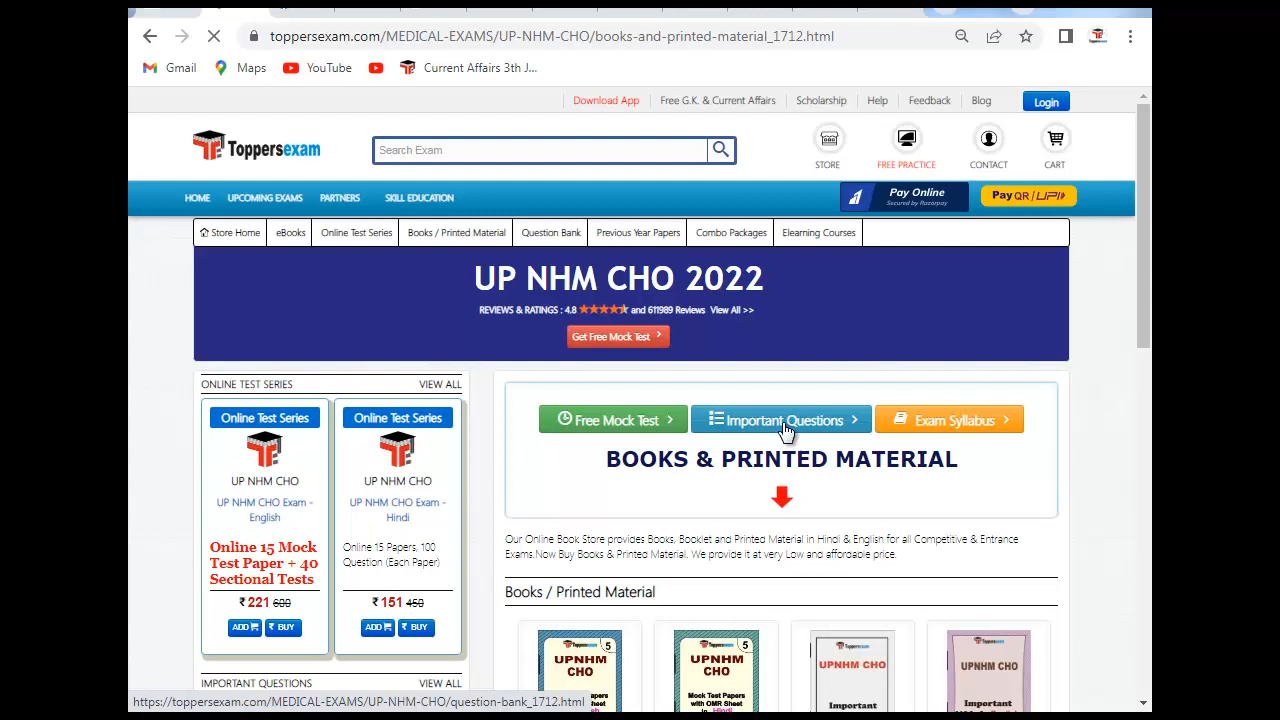 toppersexam.com/MEDICAL-EXAMS/UP-NHM-CHO/books-and-printed-material_1712.html
Gmail Maps YouTube Current Affairs 3th J...
Download App Free G.K. & Current Affairs Scholarship Help Feedback Blog Login
Toppersexam Search Exam STORE FREE PRACTICE CONTACT CART
HOME UPCOMING EXAMS PARTNERS SKILL EDUCATION Pay Online Pay QR / UPI
Secured by Razorpay
Store Home eBooks Online Test Series Books / Printed Material Question Bank Previous Year Papers Combo Packages Elearning Courses
UP NHM CHO 2022
REVIEWS & RATINGS : 4.8 and 611989 Reviews View All >>
Get Free Mock Test
ONLINE TEST SERIES VIEW ALL
Online Test Series
UP NHM CHO
UP NHM CHO Exam -
English
Online 15 Mock
Test Paper + 40
Sectional Tests
₹ 221 600
ADD ₹ BUY
Online Test Series
UP NHM CHO
UP NHM CHO Exam -
Hindi
Online 15 Papers, 100
Question (Each Paper)
₹ 151 450
ADD ₹ BUY
IMPORTANT QUESTIONS VIEW ALL
Free Mock Test Important Questions Exam Syllabus
BOOKS & PRINTED MATERIAL
Our Online Book Store provides Books, Booklet and Printed Material in Hindi & English for all Competitive & Entrance
Exams.Now Buy Books & Printed Material. We provide it at very Low and affordable price.
Books / Printed Material
Toppersexam 5
UPNHM
CHO
Toppersexam 5
UPNHM
CHO
Mock Test Papers
with OMR Sheet
in Hindi
Toppersexam
UPNHM CHO
Important
Toppersexam
UPNHM CHO
Important
https://toppersexam.com/MEDICAL-EXAMS/UP-NHM-CHO/question-bank_1712.html